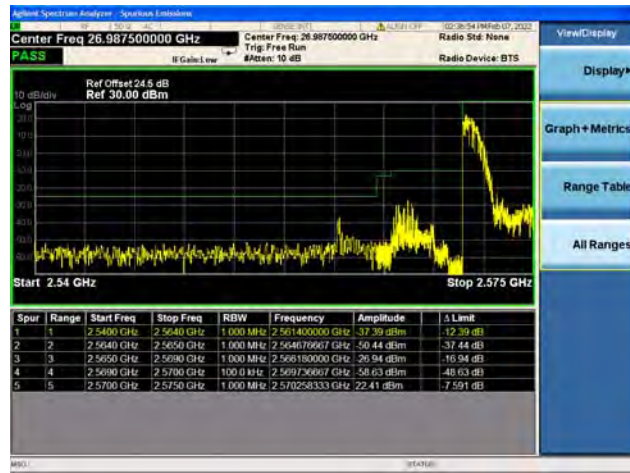 Agilent Spectrum Analyzer - Spurious Emissions
RF 50 Ω AC SENSE:INT ALIGN OFF 02:36:54 PM Feb 07, 2022
Center Freq 26.987500000 GHz Center Freq: 26.987500000 GHz Radio Std: None
Trig: Free Run
PASS IFGain:Low #Atten: 10 dB Radio Device: BTS
Ref Offset 24.5 dB
10 dB/div Ref 30.00 dBm
Log
Start 2.54 GHz Stop 2.575 GHz
Spur Range Start Freq Stop Freq RBW Frequency Amplitude Δ Limit
1 1 2.5400 GHz 2.5640 GHz 1.000 MHz 2.561400000 GHz -37.39 dBm -12.39 dB
2 2 2.5640 GHz 2.5650 GHz 1.000 MHz 2.564676667 GHz -50.44 dBm -37.44 dB
3 3 2.5650 GHz 2.5690 GHz 1.000 MHz 2.566180000 GHz -26.94 dBm -16.94 dB
4 4 2.5690 GHz 2.5700 GHz 100.0 kHz 2.569736667 GHz -58.63 dBm -48.63 dB
5 5 2.5700 GHz 2.5750 GHz 1.000 MHz 2.570258333 GHz 22.41 dBm -7.591 dB
MSG STATUS
View/Display
Display
Graph + Metrics
Range Table
All Ranges